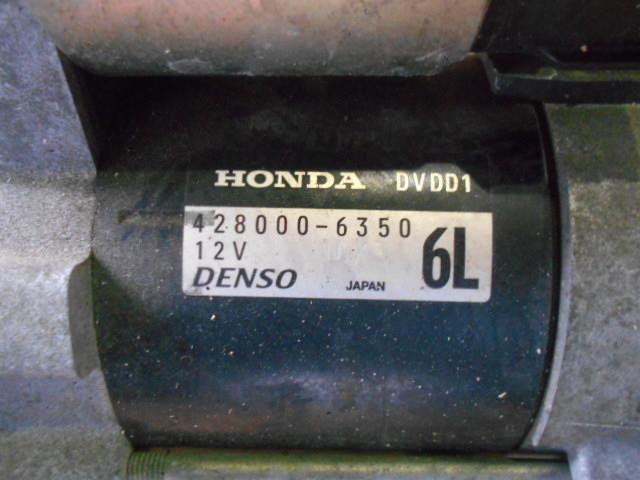 HONDA DVDD1
428000-6350
12V
DENSO JAPAN 6L